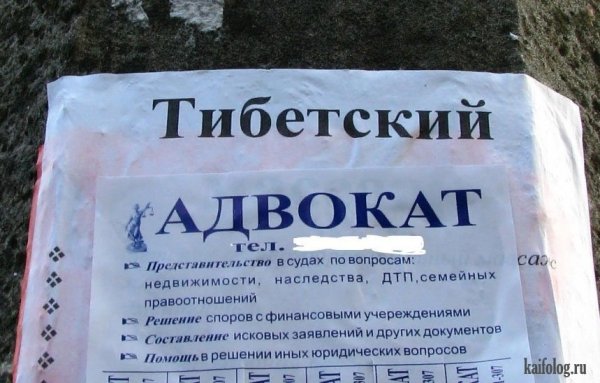 Тибетский
АДВОКАТ
тел.
Представительство в судах по вопросам:
недвижимости, наследства, ДТП,семейных
правоотношений
Решение споров с финансовыми учереждениями
Составление исковых заявлений и других документов
Помощь в решении иных юридических вопросов
kaifolog.ru